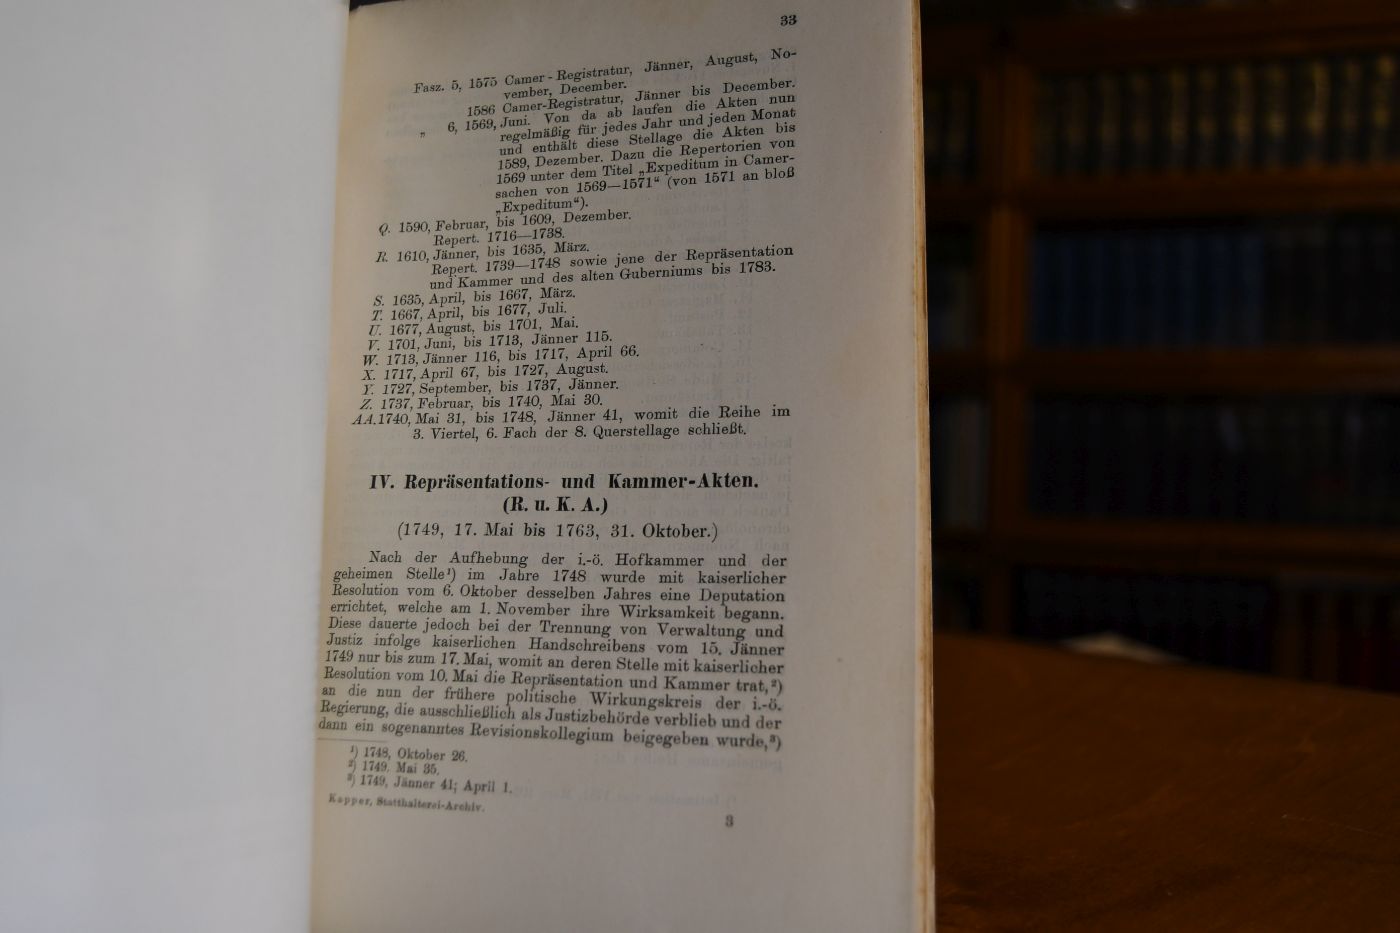 33
Fasz. 5, 1575 Camer-Registratur, Jänner, August, No-
vember, December.
1586 Camer-Registratur, Jänner bis December.
„ 6, 1569, Juni. Von da ab laufen die Akten nun
regelmäßig für jedes Jahr und jeden Monat
und enthält diese Stellage die Akten bis
1589, Dezember. Dazu die Repertorien von
1569 unter dem Titel „Expeditum in Camer-
sachen von 1569—1571“ (von 1571 an bloß
„Expeditum“).
Q. 1590, Februar, bis 1609, Dezember.
Repert. 1716—1738.
R. 1610, Jänner, bis 1635, März.
Repert. 1739—1748 sowie jene der Repräsentation
und Kammer und des alten Guberniums bis 1783.
S. 1635, April, bis 1667, März.
T. 1667, April, bis 1677, Juli.
U. 1677, August, bis 1701, Mai.
V. 1701, Juni, bis 1713, Jänner 115.
W. 1713, Jänner 116, bis 1717, April 66.
X. 1717, April 67, bis 1727, August.
Y. 1727, September, bis 1737, Jänner.
Z. 1737, Februar, bis 1740, Mai 30.
AA. 1740, Mai 31, bis 1748, Jänner 41, womit die Reihe im
3. Viertel, 6. Fach der 8. Querstellage schließt.
IV. Repräsentations- und Kammer-Akten.
(R. u. K. A.)
(1749, 17. Mai bis 1763, 31. Oktober.)
Nach der Aufhebung der i.-ö. Hofkammer und der
geheimen Stelle¹) im Jahre 1748 wurde mit kaiserlicher
Resolution vom 6. Oktober desselben Jahres eine Deputation
errichtet, welche am 1. November ihre Wirksamkeit begann.
Diese dauerte jedoch bei der Trennung von Verwaltung und
Justiz infolge kaiserlichen Handschreibens vom 15. Jänner
1749 nur bis zum 17. Mai, womit an deren Stelle mit kaiserlicher
Resolution vom 10. Mai die Repräsentation und Kammer trat,²)
an die nun der frühere politische Wirkungskreis der i.-ö.
Regierung, die ausschließlich als Justizbehörde verblieb und der
dann ein sogenanntes Revisionskollegium beigegeben wurde,³)
¹) 1748, Oktober 26.
²) 1749, Mai 35.
³) 1749, Jänner 41; April 1.
Kapper, Statthalterei-Archiv.
3